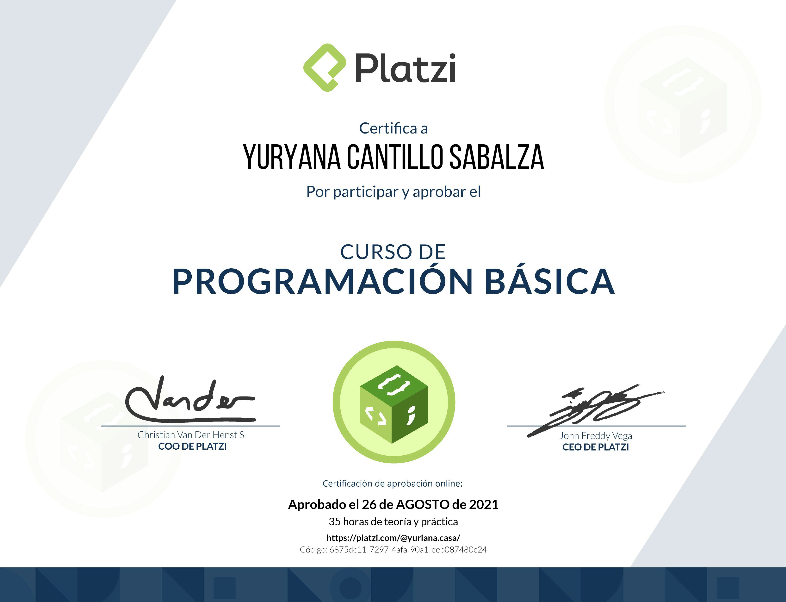 Platzi
Certifica a
YURYANA CANTILLO SABALZA
Por participar y aprobar el
CURSO DE
PROGRAMACIÓN BÁSICA
Christian Van Der Henst S
COO DE PLATZI
John Freddy Vega
CEO DE PLATZI
Certificación de aprobación online:
Aprobado el 26 de AGOSTO de 2021
35 horas de teoría y práctica
https://platzi.com/@yuriana.casa/
Código: